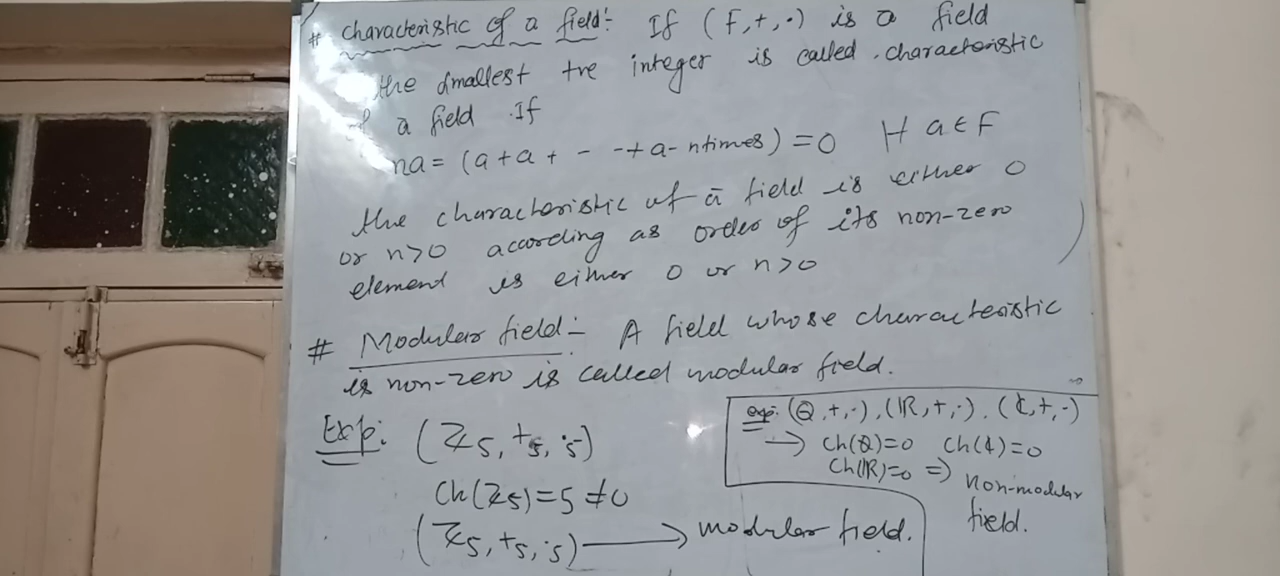 # characteristic of a field:- If (F,+,·) is a field
the smallest +ve integer is called characteristic
of a field if
na = (a+a+ - -+a- ntimes) = 0 ∀ a∈F
the characteristic of a field is either 0
or n>0 according as order of its non-zero
element is either 0 or n>0
# Modular field:- A field whose characteristic
is non-zero is called modular field.
Exp: (ℤ5, +5, ·5)
Ch(ℤ5)=5≠0
(ℤ5, +5, ·5) ⟶ modular field.
exp: (Q,+,·), (ℝ,+,·), (ℂ,+,·)
→ Ch(Q)=0 Ch(ℂ)=0
Ch(ℝ)=0 ⇒ non-modular
field.